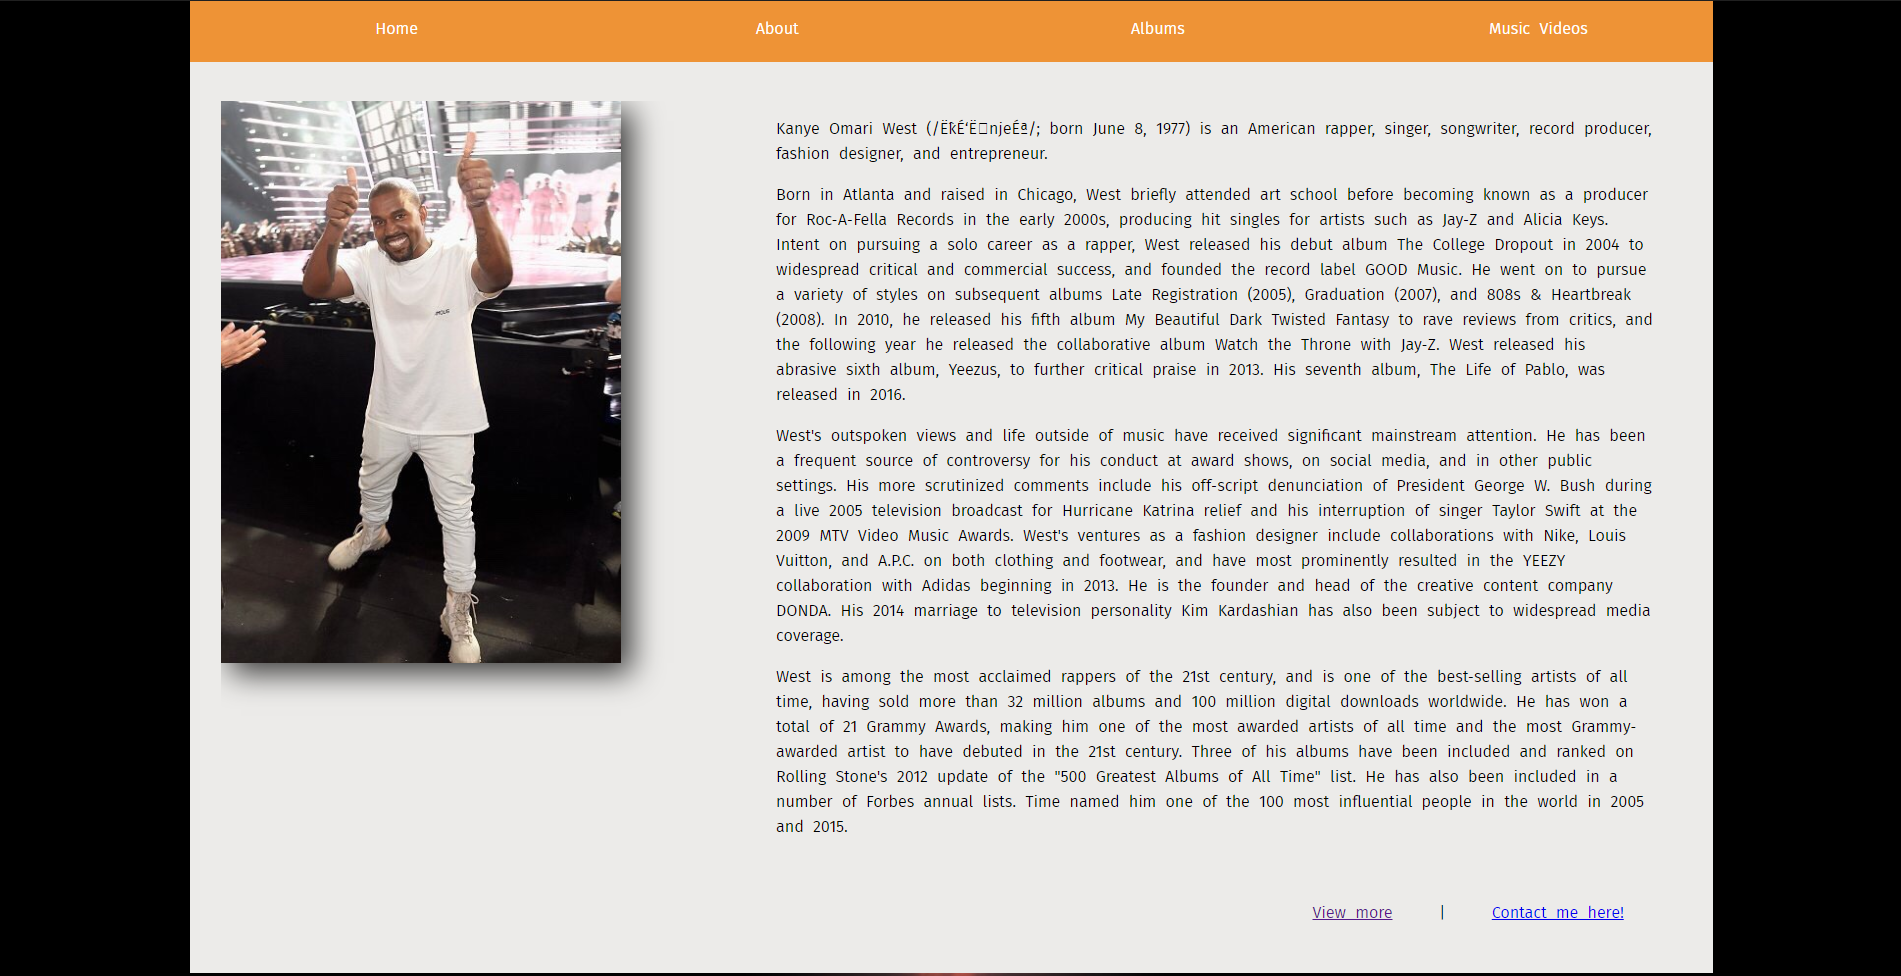 Home About Albums Music Videos
Kanye Omari West (/ËkÉ‘Ë□njeÉª/; born June 8, 1977) is an American rapper, singer, songwriter, record producer,
fashion designer, and entrepreneur.
Born in Atlanta and raised in Chicago, West briefly attended art school before becoming known as a producer
for Roc-A-Fella Records in the early 2000s, producing hit singles for artists such as Jay-Z and Alicia Keys.
Intent on pursuing a solo career as a rapper, West released his debut album The College Dropout in 2004 to
widespread critical and commercial success, and founded the record label GOOD Music. He went on to pursue
a variety of styles on subsequent albums Late Registration (2005), Graduation (2007), and 808s & Heartbreak
(2008). In 2010, he released his fifth album My Beautiful Dark Twisted Fantasy to rave reviews from critics, and
the following year he released the collaborative album Watch the Throne with Jay-Z. West released his
abrasive sixth album, Yeezus, to further critical praise in 2013. His seventh album, The Life of Pablo, was
released in 2016.
West's outspoken views and life outside of music have received significant mainstream attention. He has been
a frequent source of controversy for his conduct at award shows, on social media, and in other public
settings. His more scrutinized comments include his off-script denunciation of President George W. Bush during
a live 2005 television broadcast for Hurricane Katrina relief and his interruption of singer Taylor Swift at the
2009 MTV Video Music Awards. West's ventures as a fashion designer include collaborations with Nike, Louis
Vuitton, and A.P.C. on both clothing and footwear, and have most prominently resulted in the YEEZY
collaboration with Adidas beginning in 2013. He is the founder and head of the creative content company
DONDA. His 2014 marriage to television personality Kim Kardashian has also been subject to widespread media
coverage.
West is among the most acclaimed rappers of the 21st century, and is one of the best-selling artists of all
time, having sold more than 32 million albums and 100 million digital downloads worldwide. He has won a
total of 21 Grammy Awards, making him one of the most awarded artists of all time and the most Grammy-
awarded artist to have debuted in the 21st century. Three of his albums have been included and ranked on
Rolling Stone's 2012 update of the "500 Greatest Albums of All Time" list. He has also been included in a
number of Forbes annual lists. Time named him one of the 100 most influential people in the world in 2005
and 2015.
View more | Contact me here!